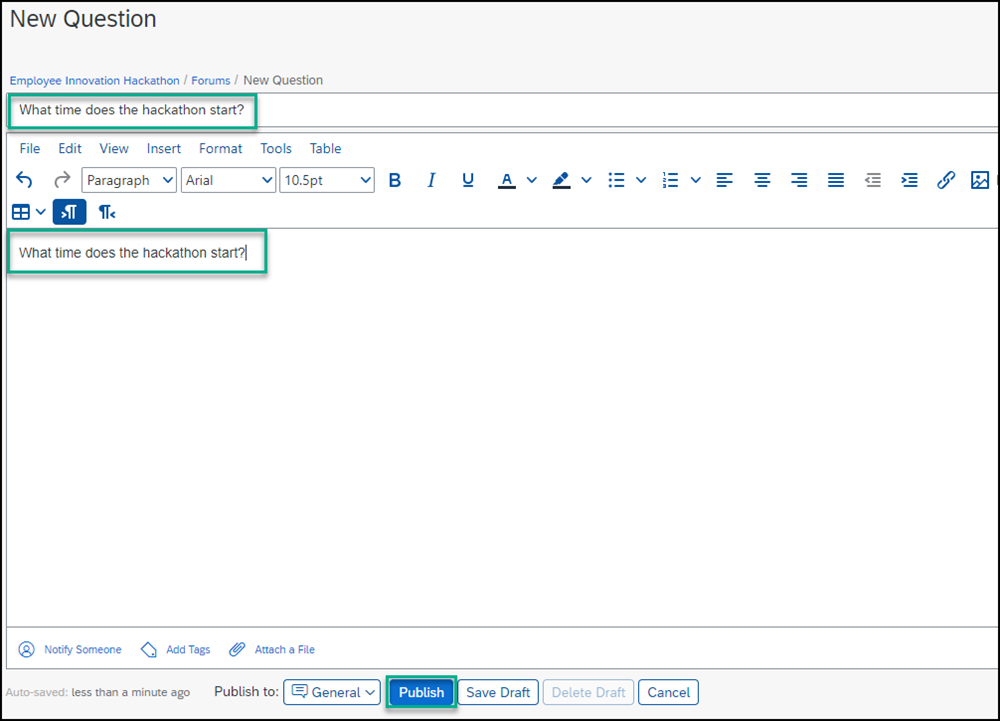 New Question
Employee Innovation Hackathon / Forums / New Question
What time does the hackathon start?
File Edit View Insert Format Tools Table
Paragraph Arial 10.5pt B I U A
What time does the hackathon start?
Notify Someone Add Tags Attach a File
Auto-saved: less than a minute ago Publish to: General Publish Save Draft Delete Draft Cancel